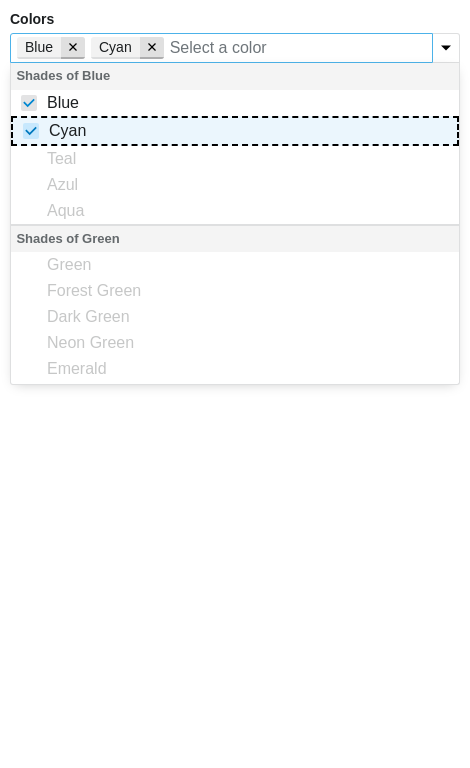 Colors
Blue Cyan Select a color
Shades of Blue
Blue
Cyan
Teal
Azul
Aqua
Shades of Green
Green
Forest Green
Dark Green
Neon Green
Emerald